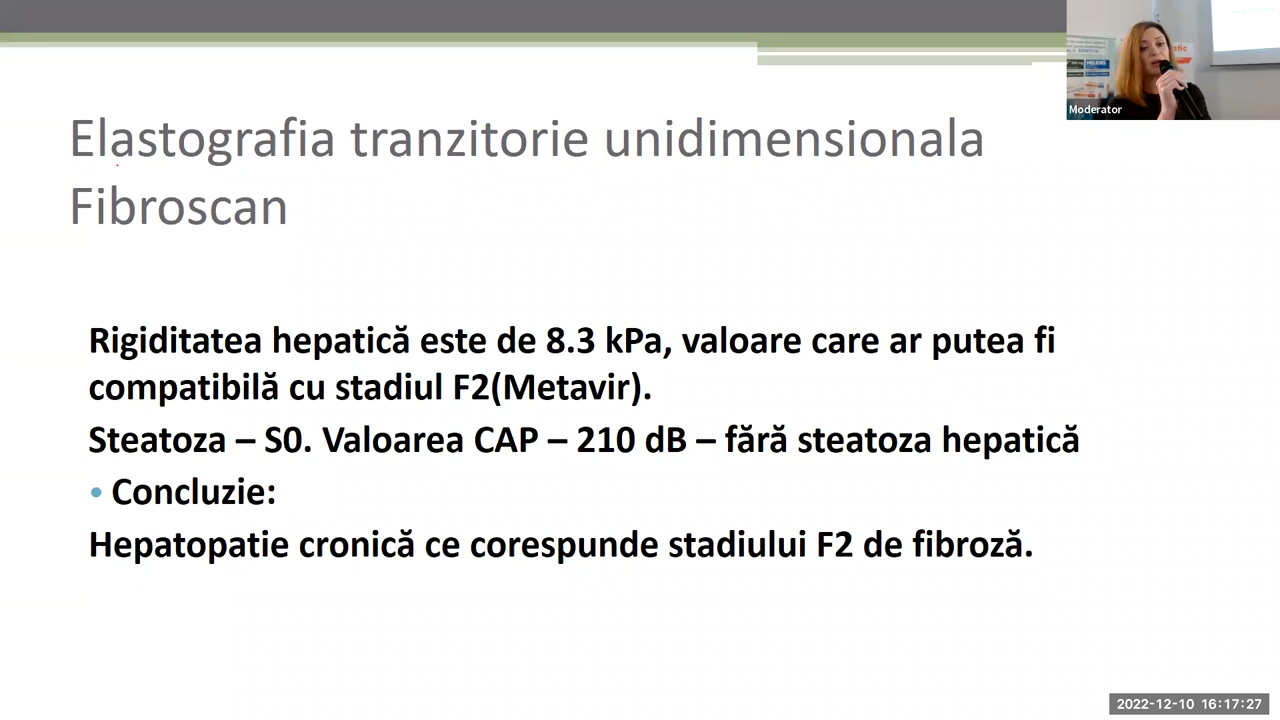 Elastografia tranzitorie unidimensionala
Fibroscan
Rigiditatea hepatică este de 8.3 kPa, valoare care ar putea fi
compatibilă cu stadiul F2(Metavir).
Steatoza – S0. Valoarea CAP – 210 dB – fără steatoza hepatică
• Concluzie:
Hepatopatie cronică ce corespunde stadiului F2 de fibroză.
Moderator
2022-12-10 16:17:27